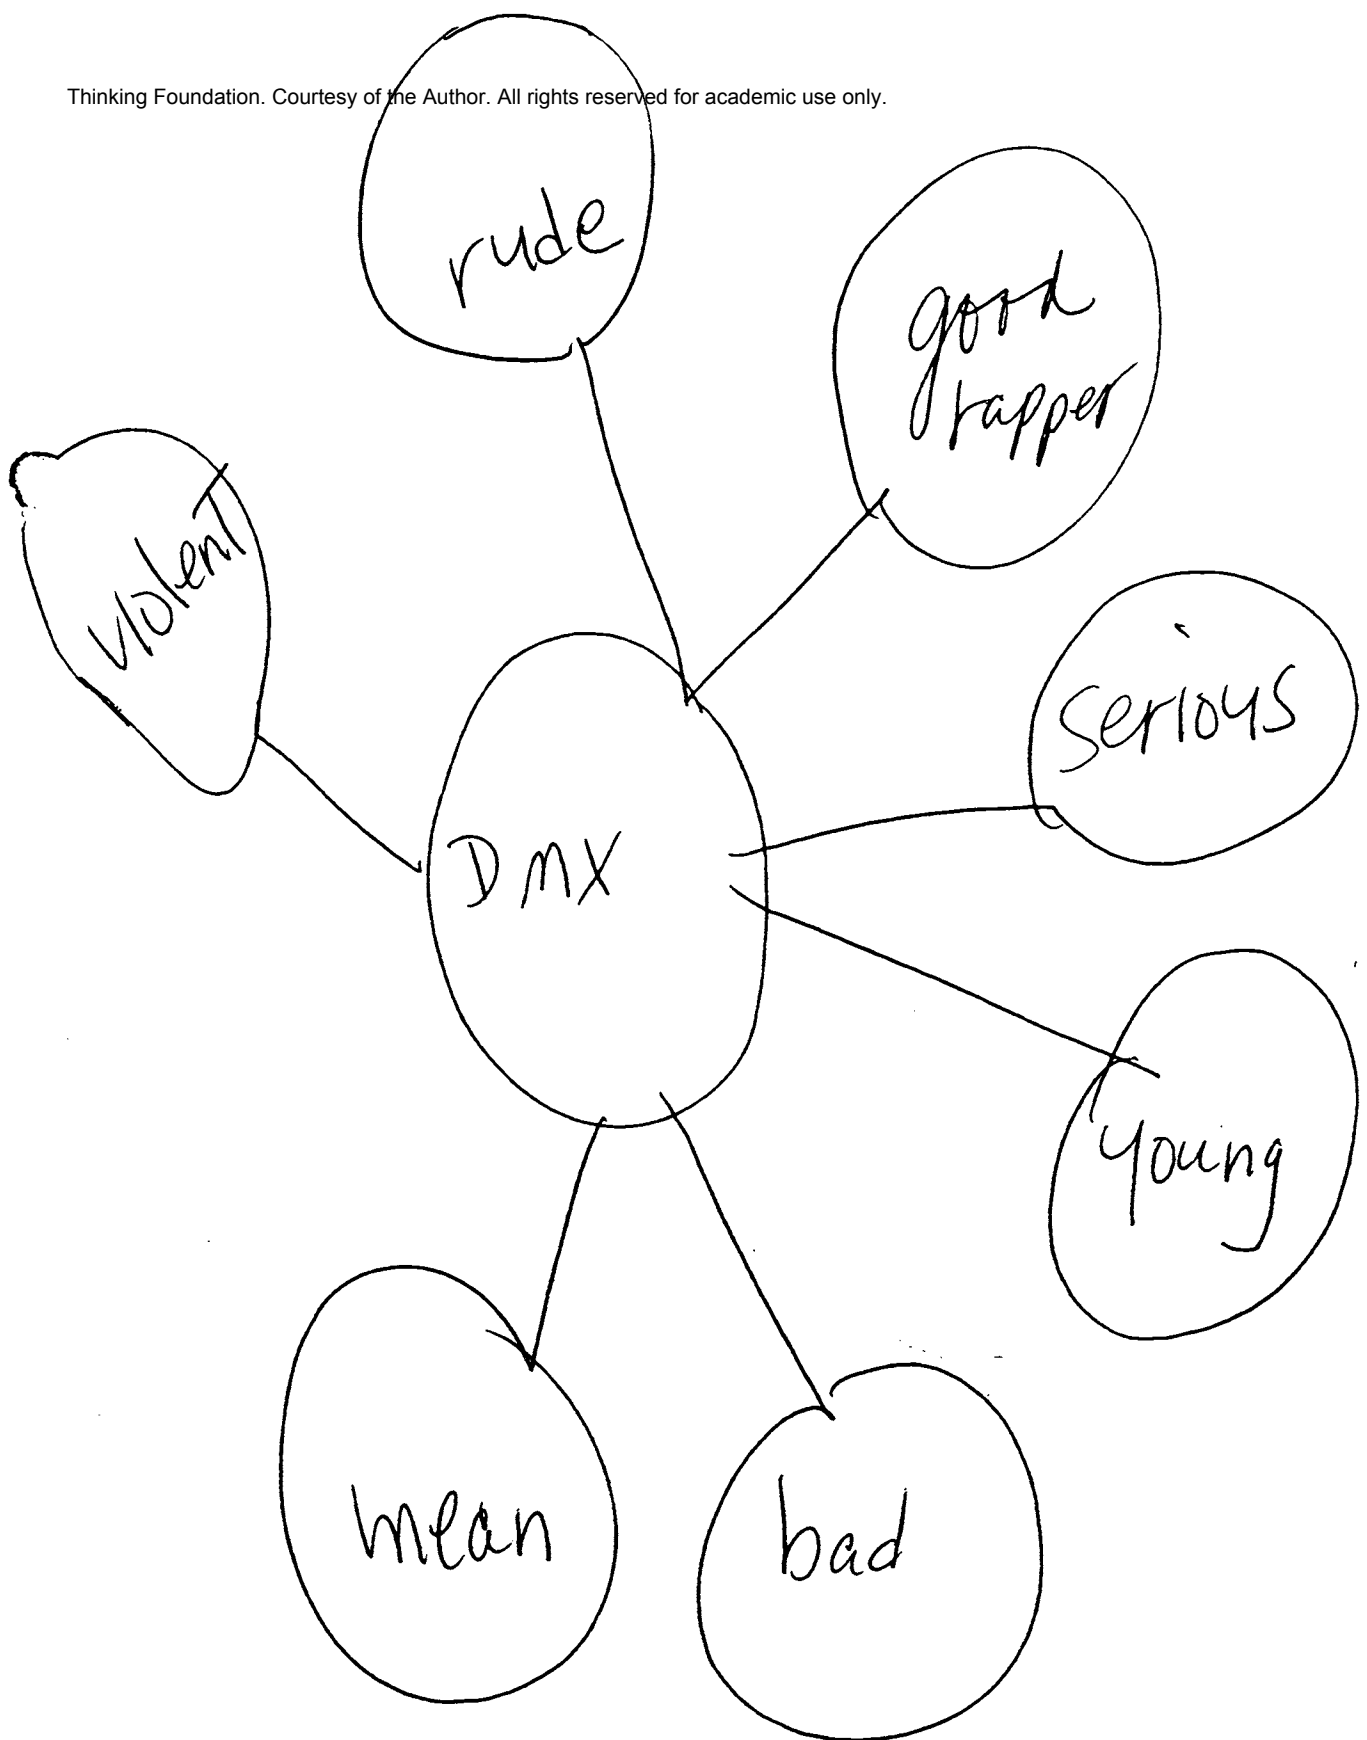 Thinking Foundation. Courtesy of the Author. All rights reserved for academic use only.
rude
good
rapper
violent
serious
DMX
young
mean
bad